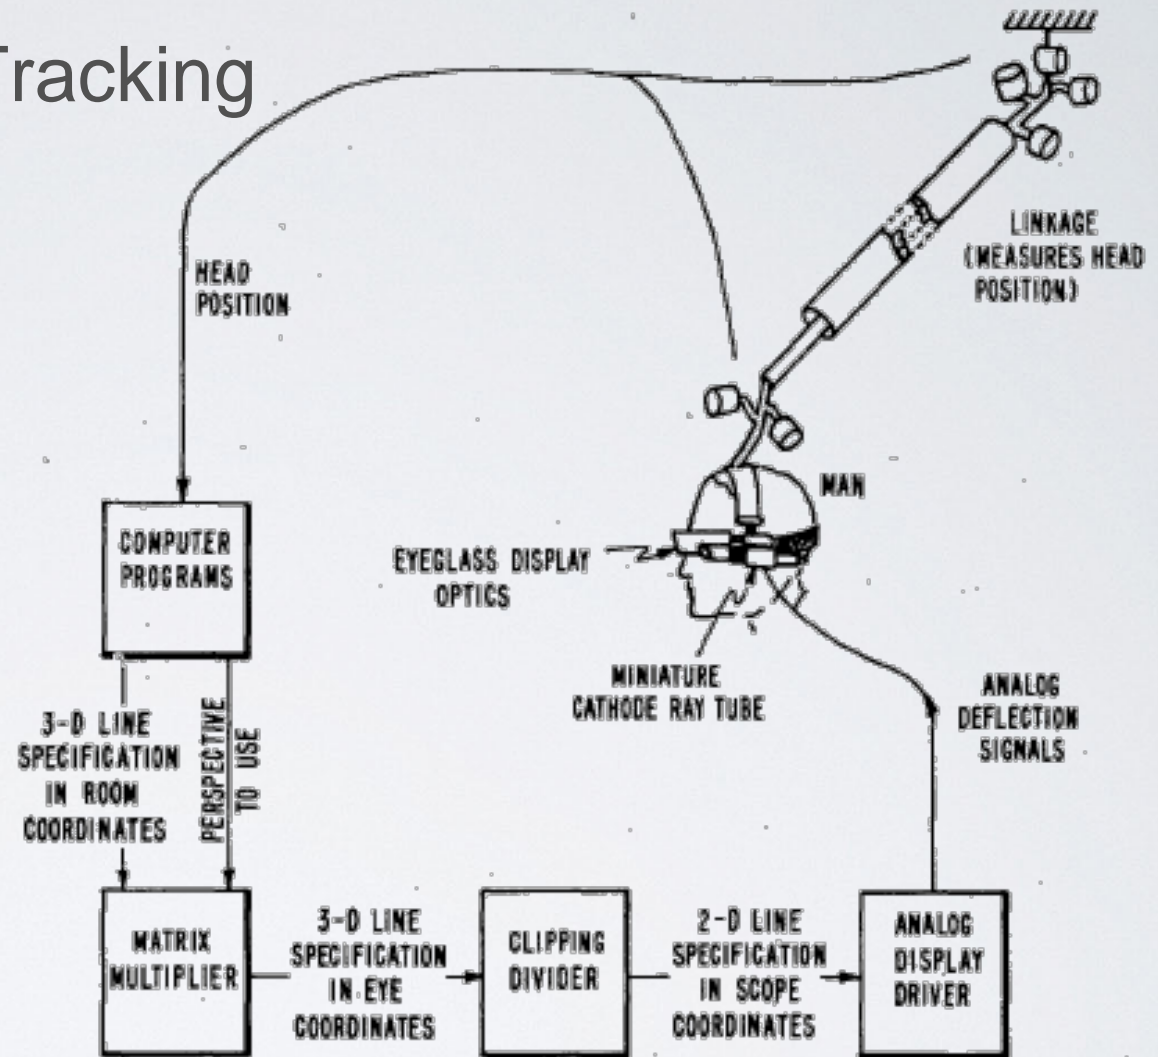 Tracking
LINKAGE
(MEASURES HEAD
POSITION)
HEAD
POSITION
MAN
COMPUTER
PROGRAMS
EYEGLASS DISPLAY
OPTICS
MINIATURE
CATHODE RAY TUBE
ANALOG
DEFLECTION
SIGNALS
3-D LINE
SPECIFICATION
IN ROOM
COORDINATES
PERSPECTIVE
TO USE
MATRIX
MULTIPLIER
3-D LINE
SPECIFICATION
IN EYE
COORDINATES
CLIPPING
DIVIDER
2-D LINE
SPECIFICATION
IN SCOPE
COORDINATES
ANALOG
DISPLAY
DRIVER